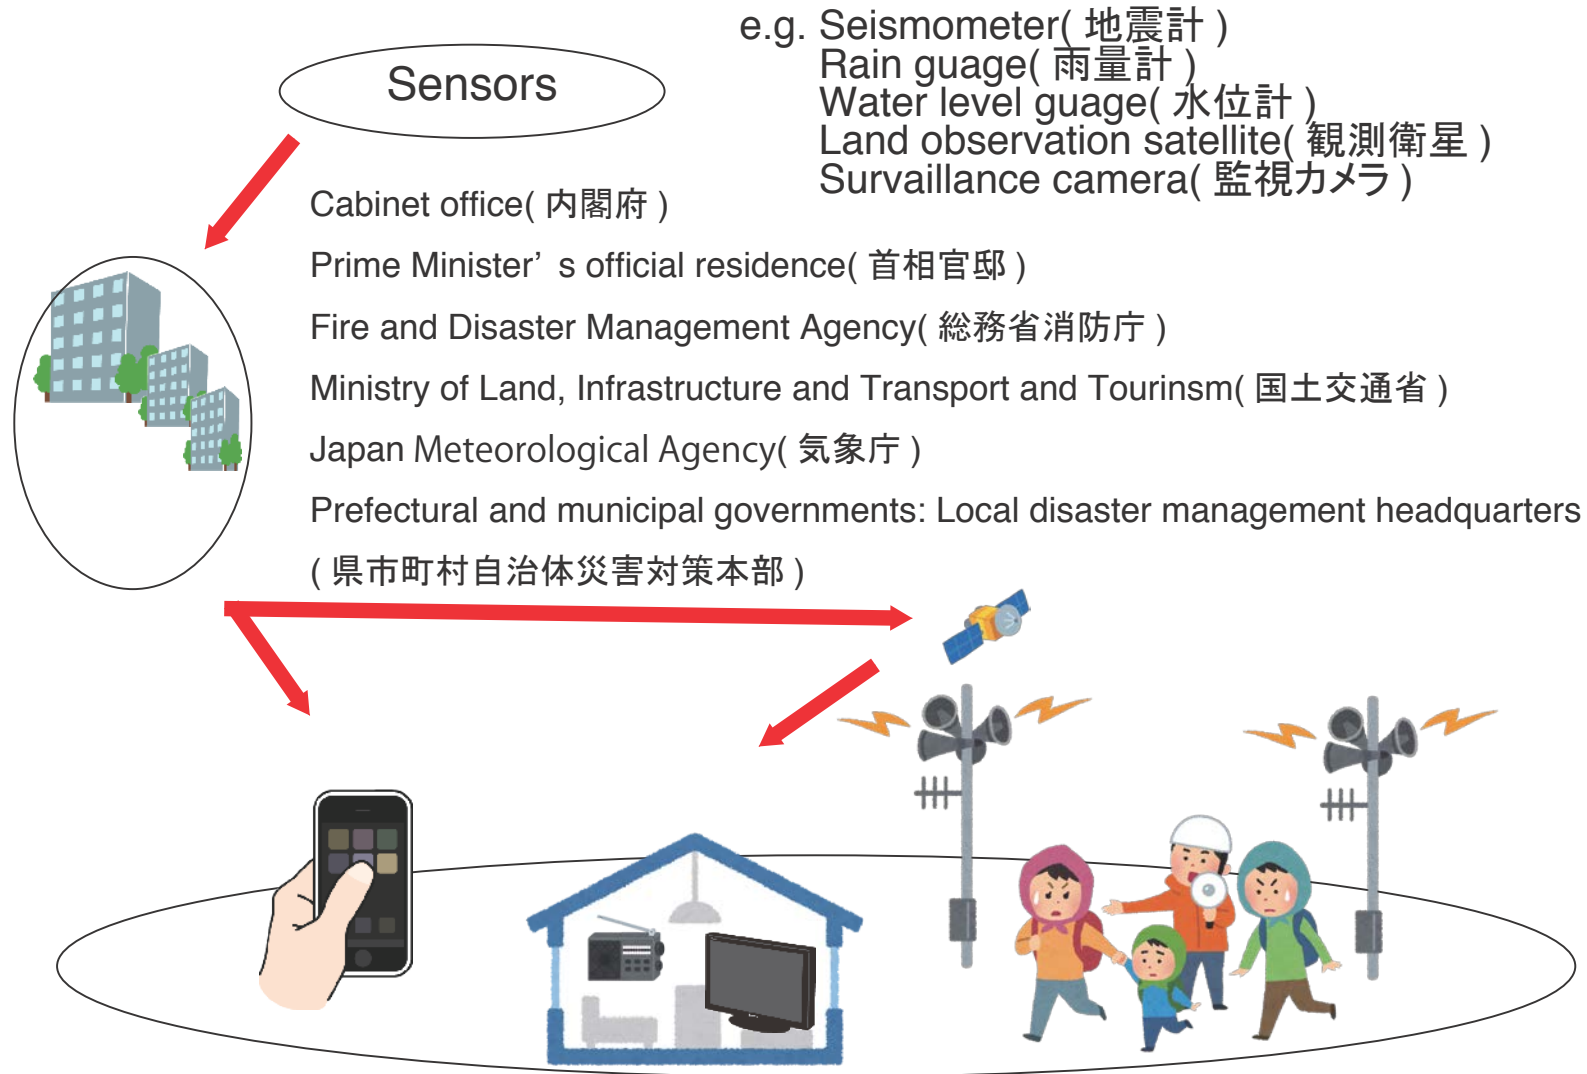 Sensors
e.g. Seismometer( 地震計 )
Rain guage( 雨量計 )
Water level guage( 水位計 )
Land observation satellite( 観測衛星 )
Survaillance camera( 監視カメラ )
Cabinet office( 内閣府 )
Prime Minister’ s official residence( 首相官邸 )
Fire and Disaster Management Agency( 総務省消防庁 )
Ministry of Land, Infrastructure and Transport and Tourinsm( 国土交通省 )
Japan Meteorological Agency( 気象庁 )
Prefectural and municipal governments: Local disaster management headquarters
( 県市町村自治体災害対策本部 )